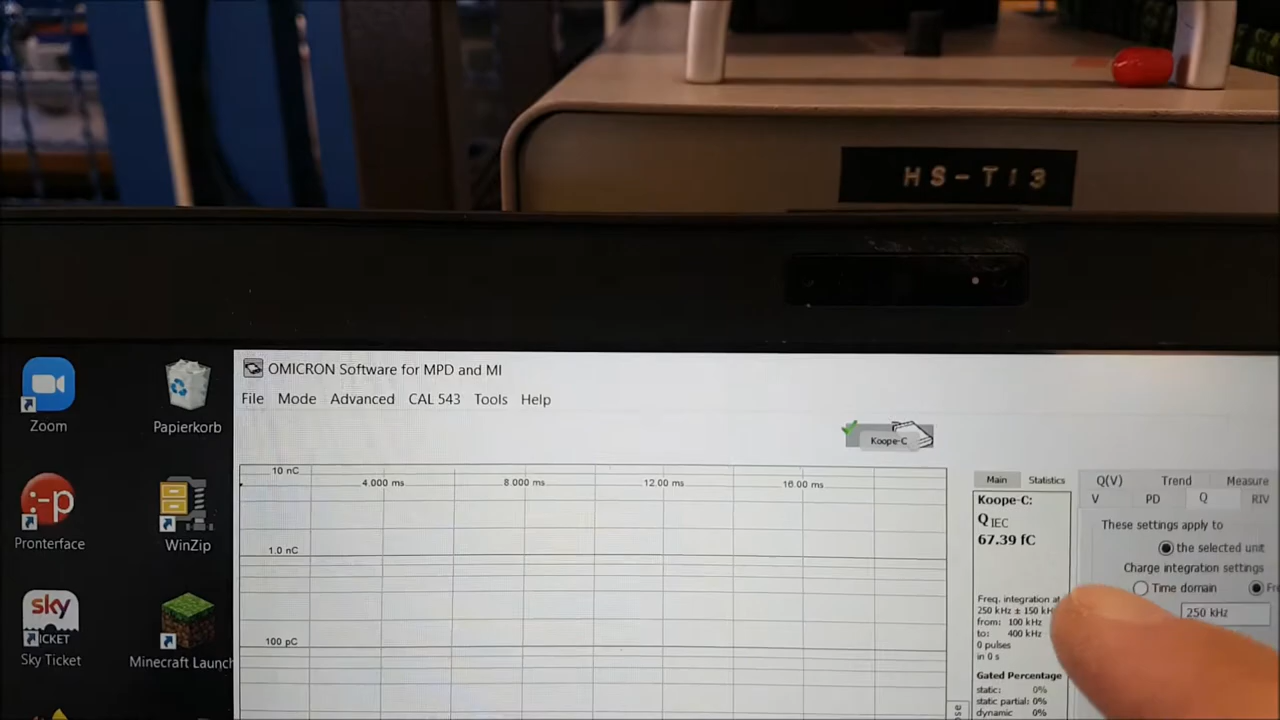 HS-T13
OMICRON Software for MPD and MI
File Mode Advanced CAL 543 Tools Help
Koope-C
Zoom
Papierkorb
Pronterface
WinZip
sky
TICKET
Sky Ticket
Minecraft Launch
10 nC
4.000 ms 8.000 ms 12.00 ms 16.00 ms
1.0 nC
100 pC
Main Statistics
Koope-C:
Q IEC
67.39 fC
Freq. integration at
250 kHz ± 150 kH
from: 100 kHz
to: 400 kHz
0 pulses
in 0 s
Gated Percentage
static: 0%
static partial: 0%
dynamic 0%
Q(V) Trend Measure
V PD Q RIV
These settings apply to
the selected unit
Charge integration settings
Time domain
250 kHz